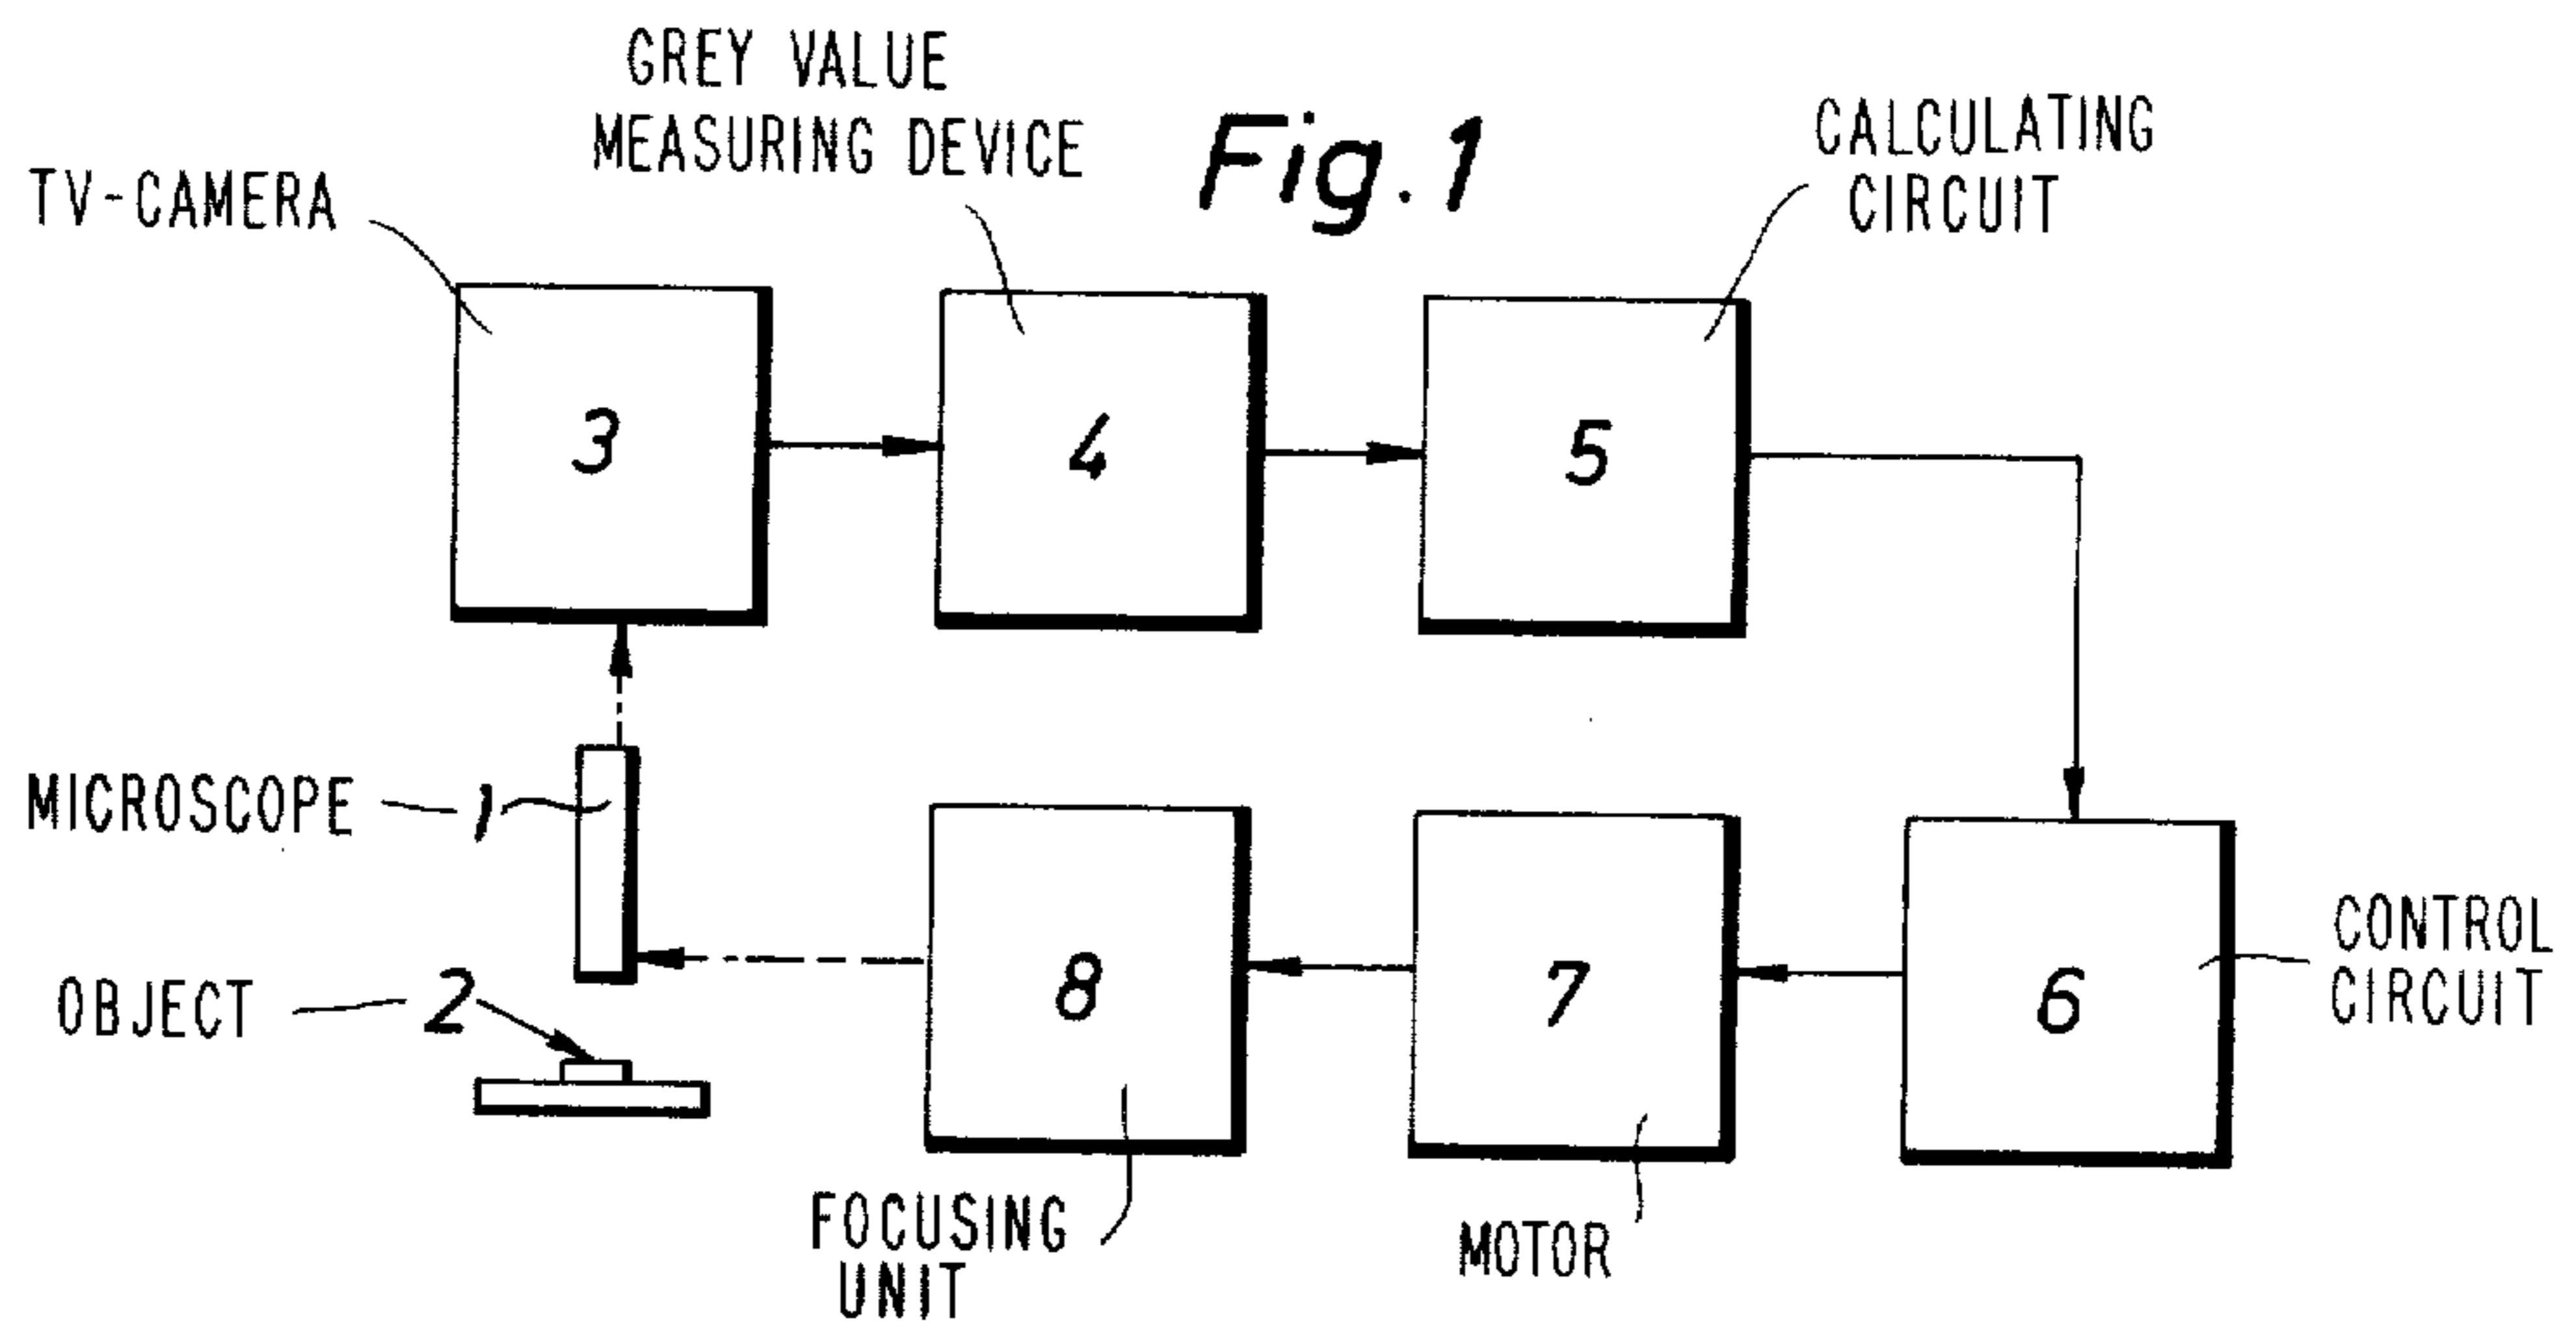 GREY VALUE
MEASURING DEVICE
Fig. 1
CALCULATING
CIRCUIT
TV-CAMERA
3
4
5
MICROSCOPE
1
OBJECT
2
8
7
6
CONTROL
CIRCUIT
FOCUSING
UNIT
MOTOR